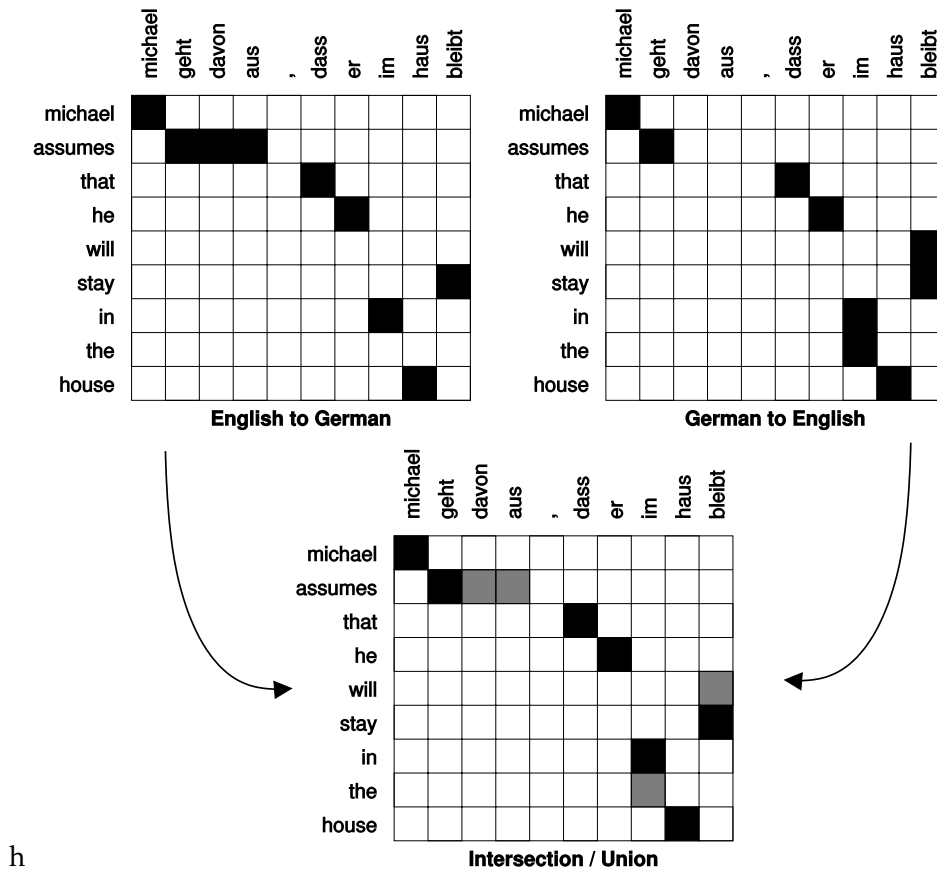 michael geht davon aus , dass er im haus bleibt
michael
assumes
that
he
will
stay
in
the
house
English to German
michael geht davon aus , dass er im haus bleibt
michael
assumes
that
he
will
stay
in
the
house
German to English
michael geht davon aus , dass er im haus bleibt
michael
assumes
that
he
will
stay
in
the
house
Intersection / Union
h